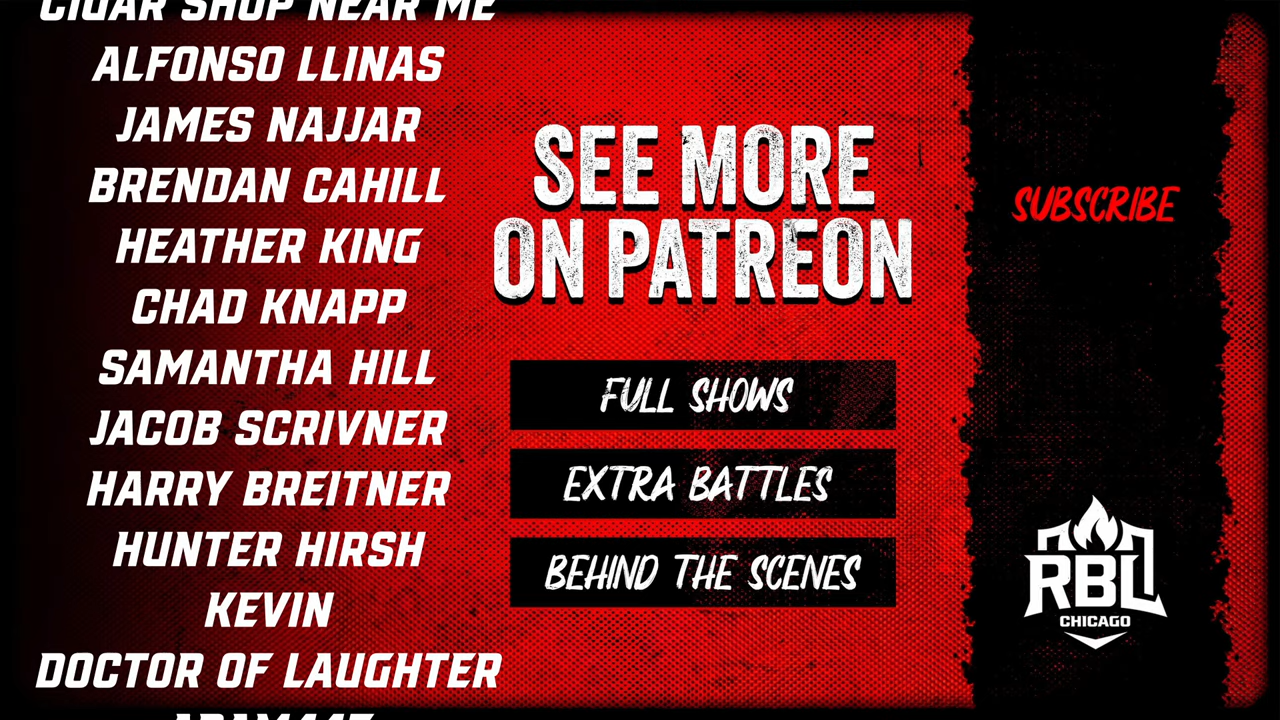 CIGAR SHOP NEAR ME
ALFONSO LLINAS
JAMES NAJJAR
BRENDAN CAHILL
HEATHER KING
CHAD KNAPP
SAMANTHA HILL
JACOB SCRIVNER
HARRY BREITNER
HUNTER HIRSH
KEVIN
DOCTOR OF LAUGHTER
SEE MORE
ON PATREON
FULL SHOWS
EXTRA BATTLES
BEHIND THE SCENES
SUBSCRIBE
RBL
CHICAGO